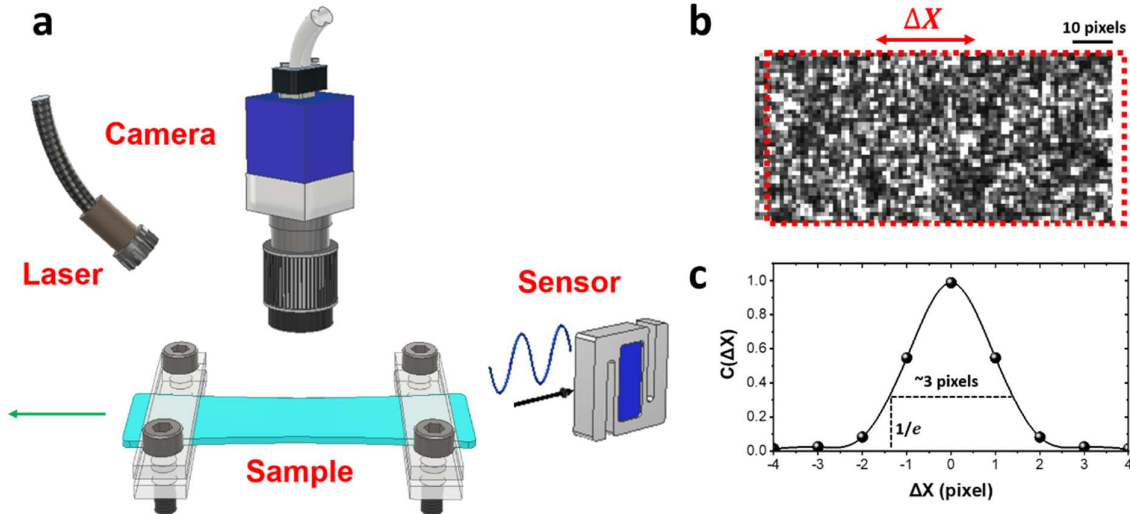 a
Camera
Laser
Sensor
Sample
b
ΔX
10 pixels
c
C(ΔX)
1.0
0.8
0.6
0.4
0.2
0.0
~3 pixels
1/e
-4 -3 -2 -1 0 1 2 3 4
ΔX (pixel)